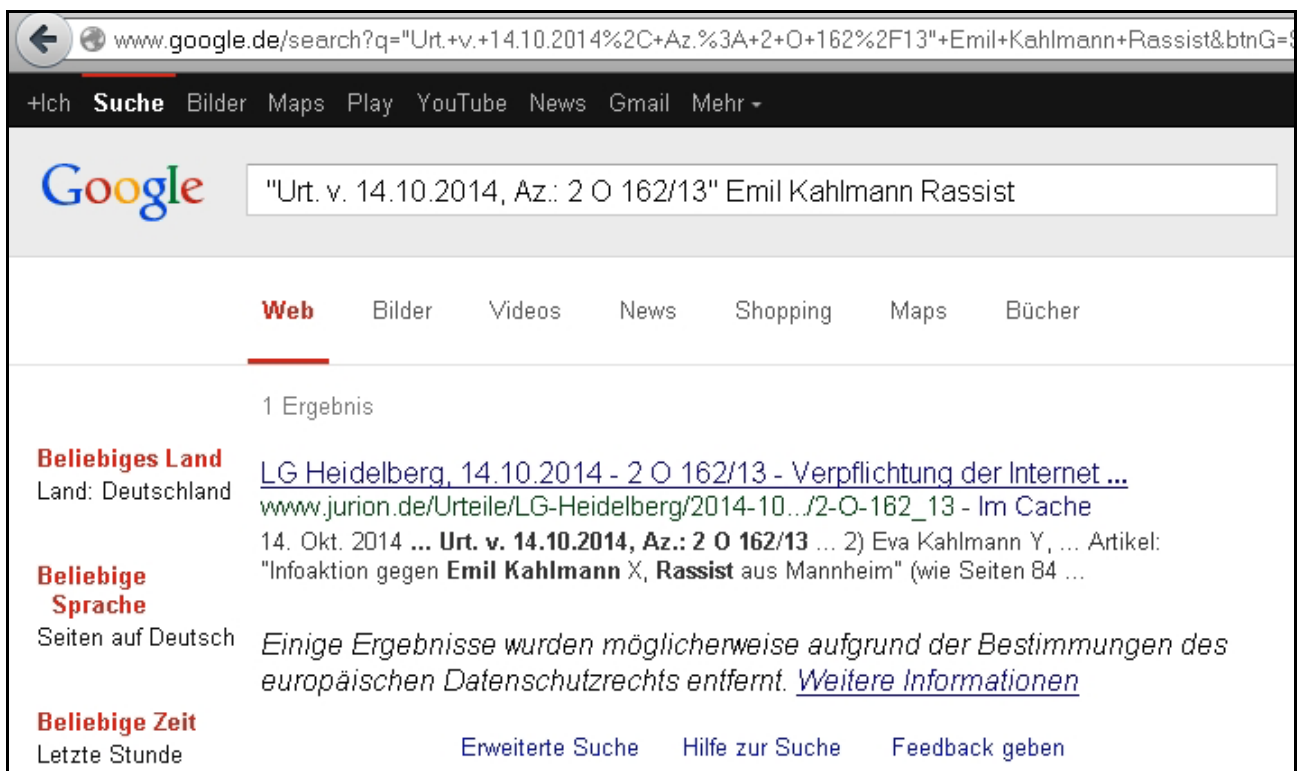 www.google.de/search?q="Urt.+v.+14.10.2014%2C+Az.%3A+2+O+162%2F13"+Emil+Kahlmann+Rassist&btnG=S
+Ich Suche Bilder Maps Play YouTube News Gmail Mehr
Google
"Urt. v. 14.10.2014, Az.: 2 O 162/13" Emil Kahlmann Rassist
Web Bilder Videos News Shopping Maps Bücher
1 Ergebnis
Beliebiges Land
Land: Deutschland
Beliebige
Sprache
Seiten auf Deutsch
Beliebige Zeit
Letzte Stunde
LG Heidelberg, 14.10.2014 - 2 O 162/13 - Verpflichtung der Internet ...
www.jurion.de/Urteile/LG-Heidelberg/2014-10.../2-O-162_13 - Im Cache
14. Okt. 2014 ... Urt. v. 14.10.2014, Az.: 2 O 162/13 ... 2) Eva Kahlmann Y, ... Artikel:
"Infoaktion gegen Emil Kahlmann X, Rassist aus Mannheim" (wie Seiten 84 ...
Einige Ergebnisse wurden möglicherweise aufgrund der Bestimmungen des
europäischen Datenschutzrechts entfernt. Weitere Informationen
Erweiterte Suche Hilfe zur Suche Feedback geben